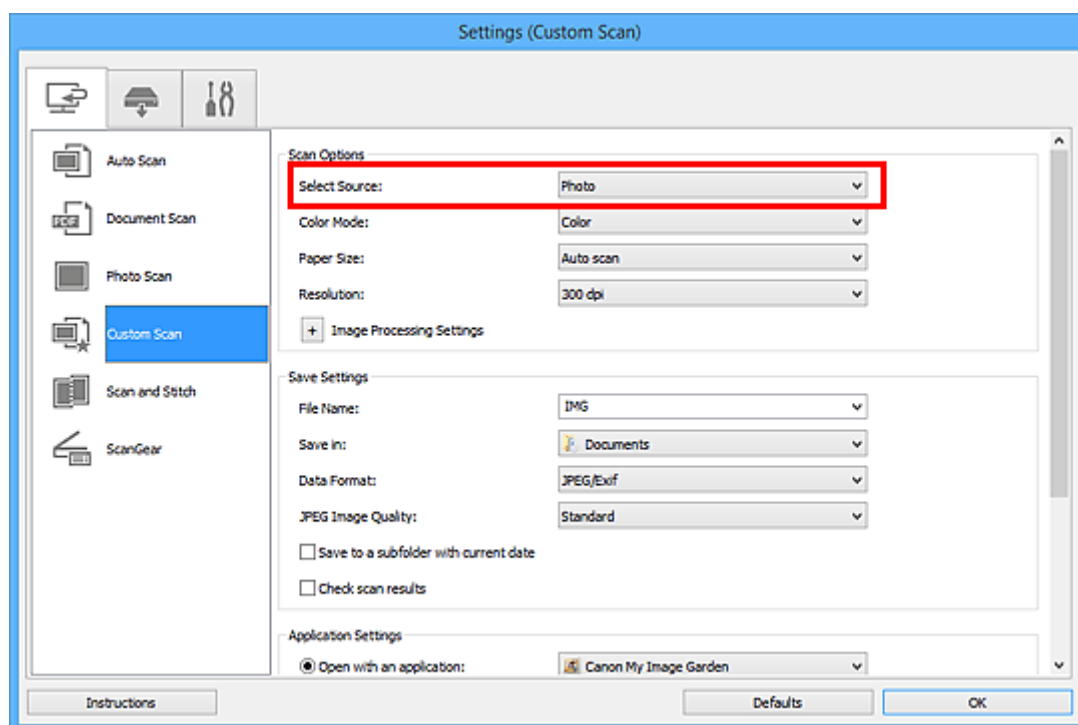 Settings (Custom Scan)
Auto Scan
PDF
Document Scan
Photo Scan
Custom Scan
Scan and Stitch
ScanGear
Scan Options
Select Source: Photo
Color Mode: Color
Paper Size: Auto scan
Resolution: 300 dpi
+ Image Processing Settings
Save Settings
File Name: IMG
Save in: Documents
Data Format: JPEG/Exif
JPEG Image Quality: Standard
Save to a subfolder with current date
Check scan results
Application Settings
Open with an application: Canon My Image Garden
Instructions Defaults OK